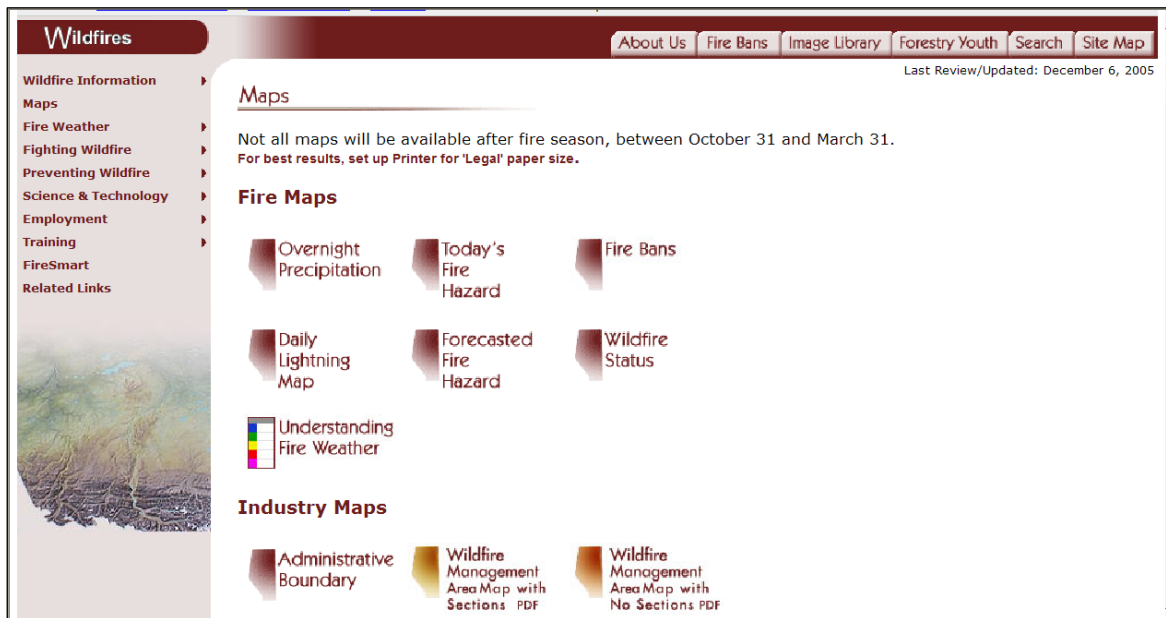 Wildfires
About Us
Fire Bans
Image Library
Forestry Youth
Search
Site Map
Last Review/Updated: December 6, 2005
Wildfire Information
Maps
Fire Weather
Fighting Wildfire
Preventing Wildfire
Science & Technology
Employment
Training
FireSmart
Related Links
Maps
Not all maps will be available after fire season, between October 31 and March 31.
For best results, set up Printer for 'Legal' paper size.
Fire Maps
Overnight
Precipitation
Today's
Fire
Hazard
Fire Bans
Daily
Lightning
Map
Forecasted
Fire
Hazard
Wildfire
Status
Understanding
Fire Weather
Industry Maps
Administrative
Boundary
Wildfire
Management
Area Map with
Sections PDF
Wildfire
Management
Area Map with
No Sections PDF